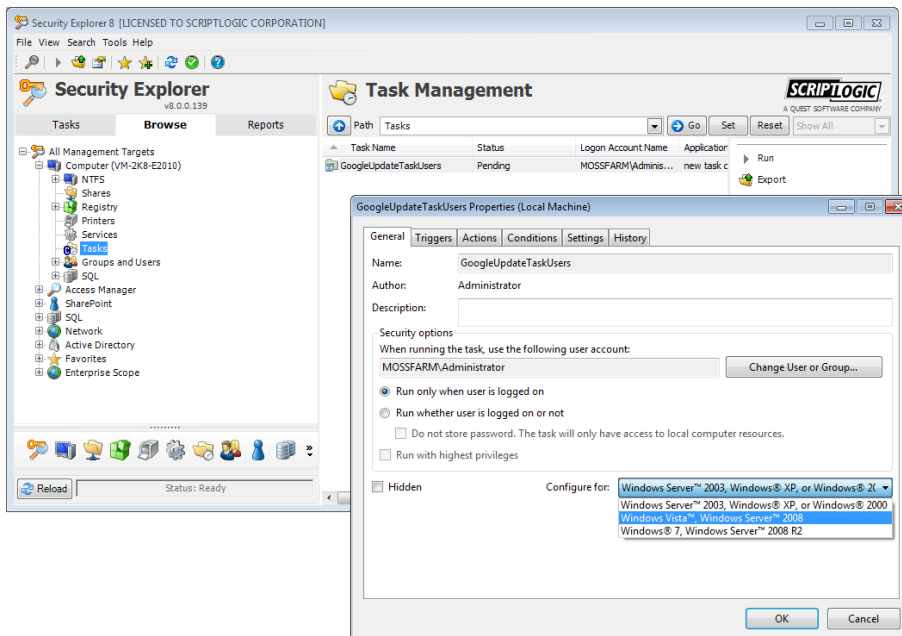 Security Explorer 8 [LICENSED TO SCRIPTLOGIC CORPORATION]
File View Search Tools Help
Security Explorer
v8.0.0.139
Tasks Browse Reports
All Management Targets
Computer (VM-2K8-E2010)
NTFS
Shares
Registry
Printers
Services
Tasks
Groups and Users
SQL
Access Manager
SharePoint
SQL
Network
Active Directory
Favorites
Enterprise Scope
Reload Status: Ready
Task Management
SCRIPTLOGIC
A QUEST SOFTWARE COMPANY
Path Tasks Go Set Reset Show All
Task Name Status Logon Account Name Application
GoogleUpdateTaskUsers Pending MOSSFARM\Adminis... new task c
Run
Export
GoogleUpdateTaskUsers Properties (Local Machine)
General Triggers Actions Conditions Settings History
Name: GoogleUpdateTaskUsers
Author: Administrator
Description:
Security options
When running the task, use the following user account:
MOSSFARM\Administrator Change User or Group...
Run only when user is logged on
Run whether user is logged on or not
Do not store password. The task will only have access to local computer resources.
Run with highest privileges
Hidden Configure for: Windows Server™ 2003, Windows® XP, or Windows® 2(
Windows Server™ 2003, Windows® XP, or Windows® 2000
Windows Vista™, Windows Server™ 2008
Windows® 7, Windows Server™ 2008 R2
OK Cancel